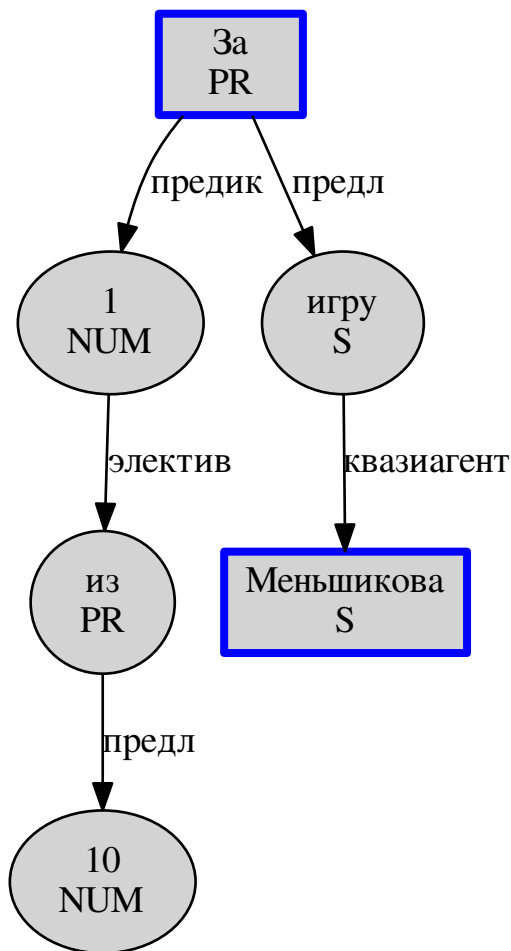 За
PR
предик
предл
1
NUM
игру
S
электив
квазиагент
из
PR
Меньшикова
S
предл
10
NUM